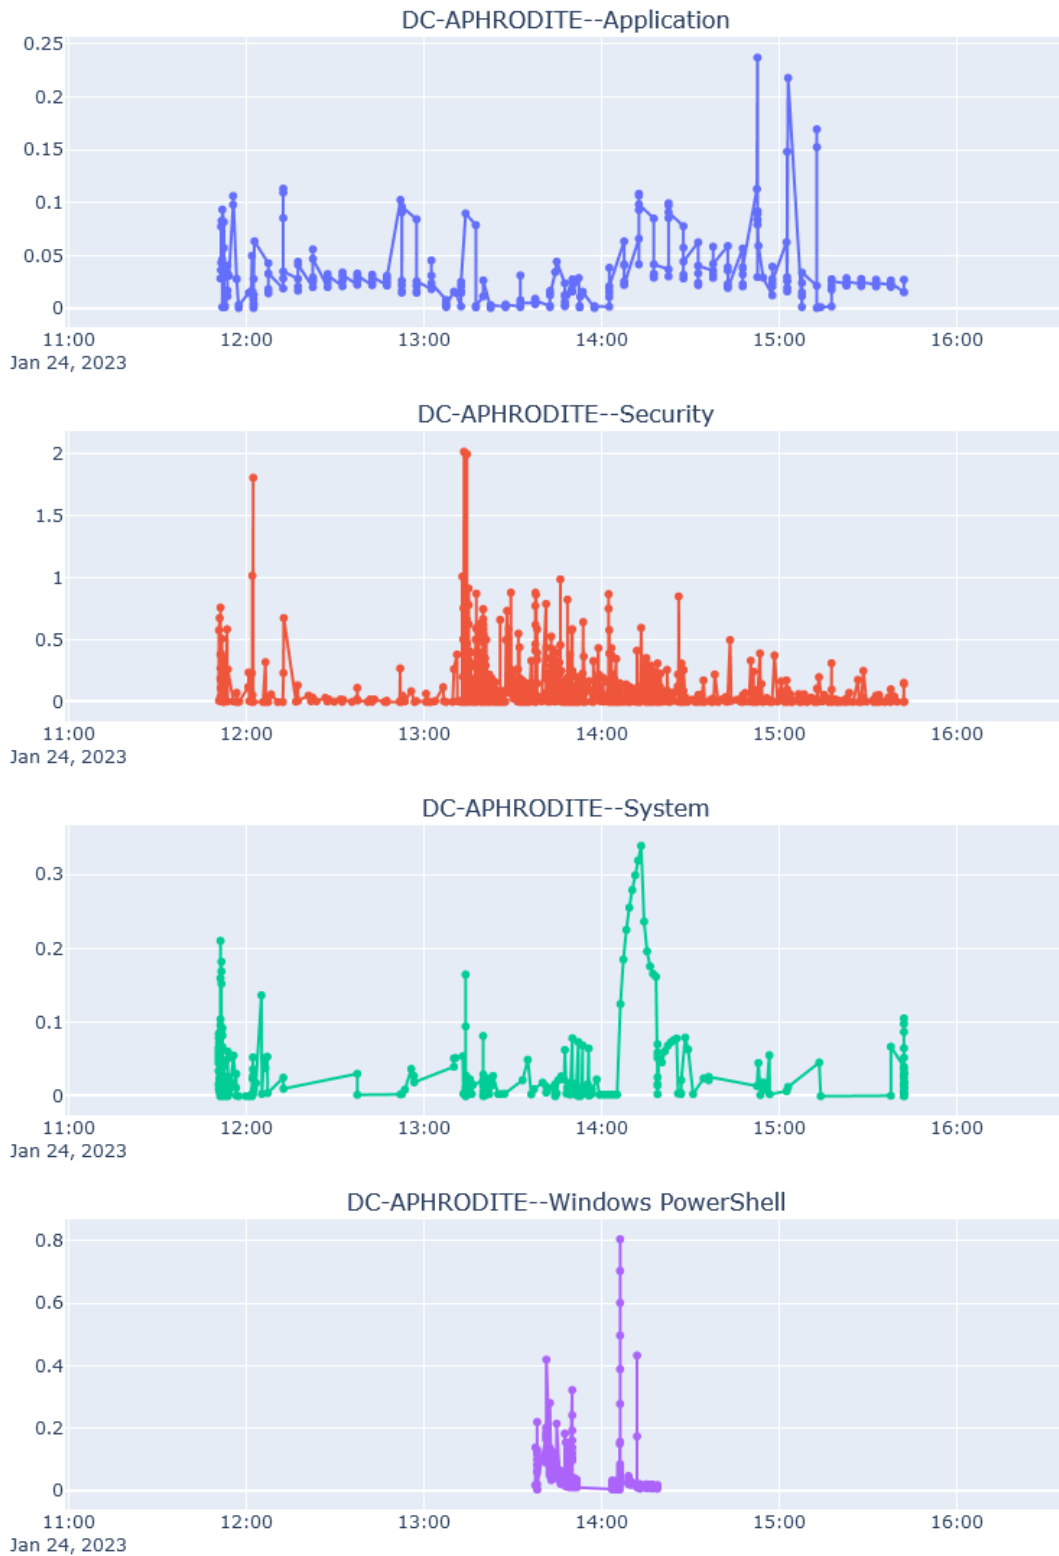 DC-APHRODITE--Application
0.25
0.2
0.15
0.1
0.05
0
11:00 12:00 13:00 14:00 15:00 16:00
Jan 24, 2023
DC-APHRODITE--Security
2
1.5
1
0.5
0
11:00 12:00 13:00 14:00 15:00 16:00
Jan 24, 2023
DC-APHRODITE--System
0.3
0.2
0.1
0
11:00 12:00 13:00 14:00 15:00 16:00
Jan 24, 2023
DC-APHRODITE--Windows PowerShell
0.8
0.6
0.4
0.2
0
11:00 12:00 13:00 14:00 15:00 16:00
Jan 24, 2023